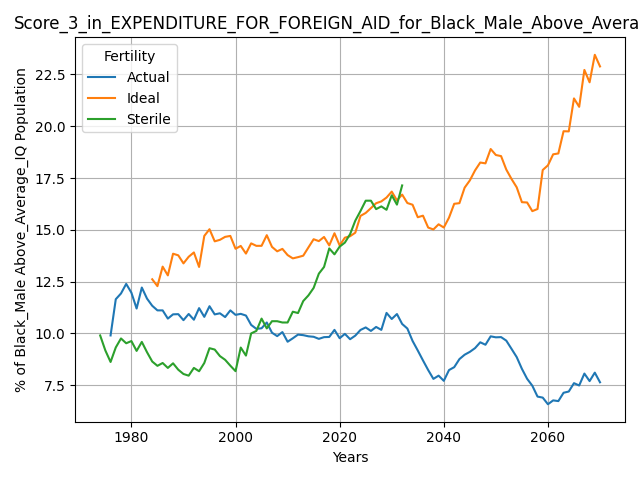 Score_3_in_EXPENDITURE_FOR_FOREIGN_AID_for_Black_Male_Above_Avera
Fertility
Actual
Ideal
Sterile
% of Black_Male Above_Average_IQ Population
22.5
20.0
17.5
15.0
12.5
10.0
7.5
1980 2000 2020 2040 2060
Years